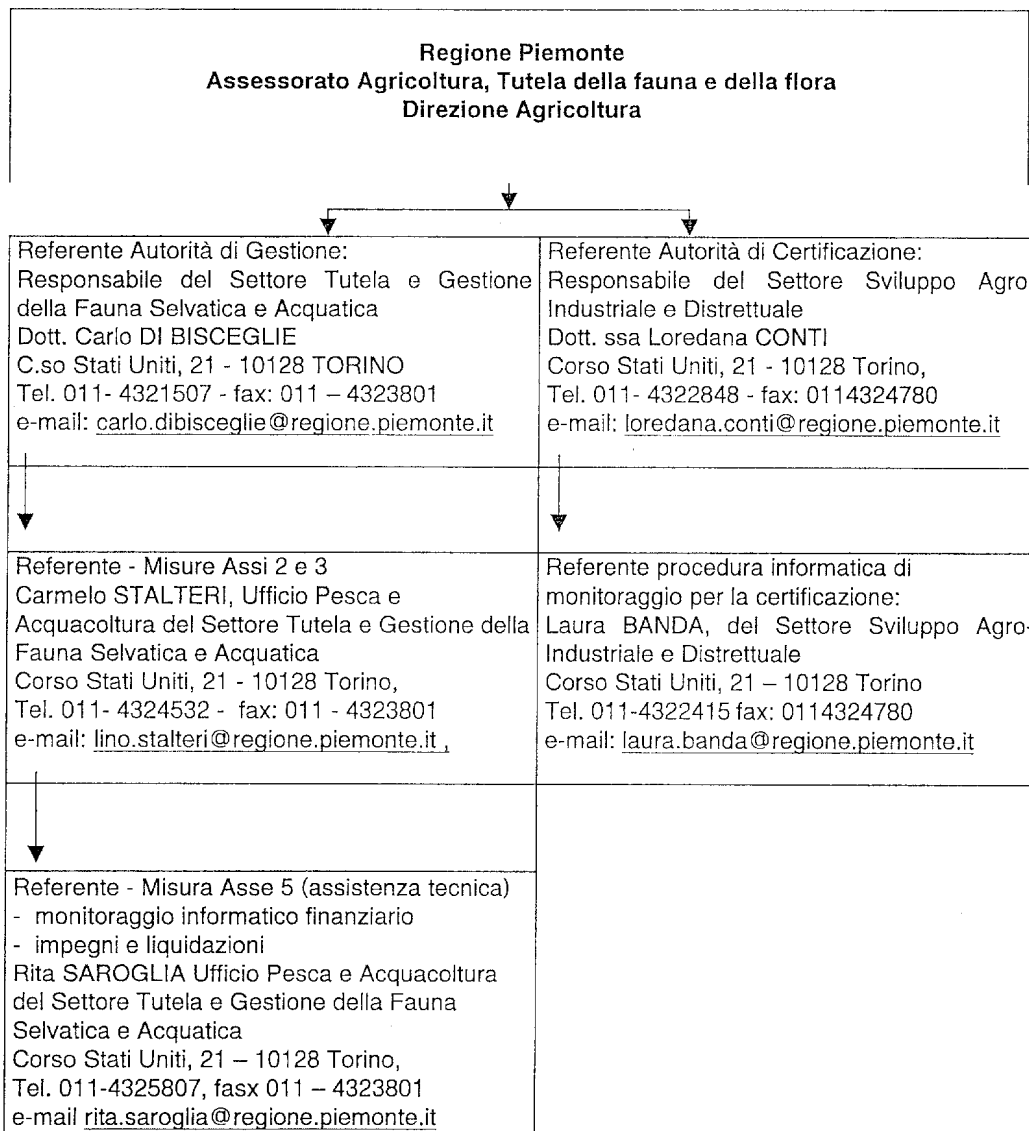 Regione Piemonte
Assessorato Agricoltura, Tutela della fauna e della flora
Direzione Agricoltura
Referente Autorità di Gestione:
Responsabile del Settore Tutela e Gestione
della Fauna Selvatica e Acquatica
Dott. Carlo DI BISCEGLIE
C.so Stati Uniti, 21 - 10128 TORINO
Tel. 011- 4321507 - fax: 011 – 4323801
e-mail: carlo.dibisceglie@regione.piemonte.it
Referente Autorità di Certificazione:
Responsabile del Settore Sviluppo Agro-
Industriale e Distrettuale
Dott. ssa Loredana CONTI
Corso Stati Uniti, 21 - 10128 Torino,
Tel. 011- 4322848 - fax: 0114324780
e-mail: loredana.conti@regione.piemonte.it
Referente - Misure Assi 2 e 3
Carmelo STALTERI, Ufficio Pesca e
Acquacoltura del Settore Tutela e Gestione della
Fauna Selvatica e Acquatica
Corso Stati Uniti, 21 - 10128 Torino,
Tel. 011- 4324532 - fax: 011 - 4323801
e-mail: lino.stalteri@regione.piemonte.it ,
Referente procedura informatica di
monitoraggio per la certificazione:
Laura BANDA, del Settore Sviluppo Agro-
Industriale e Distrettuale
Corso Stati Uniti, 21 – 10128 Torino
Tel. 011-4322415 fax: 0114324780
e-mail: laura.banda@regione.piemonte.it
Referente - Misura Asse 5 (assistenza tecnica)
- monitoraggio informatico finanziario
- impegni e liquidazioni
Rita SAROGLIA Ufficio Pesca e Acquacoltura
del Settore Tutela e Gestione della Fauna
Selvatica e Acquatica
Corso Stati Uniti, 21 – 10128 Torino,
Tel. 011-4325807, fasx 011 – 4323801
e-mail rita.saroglia@regione.piemonte.it